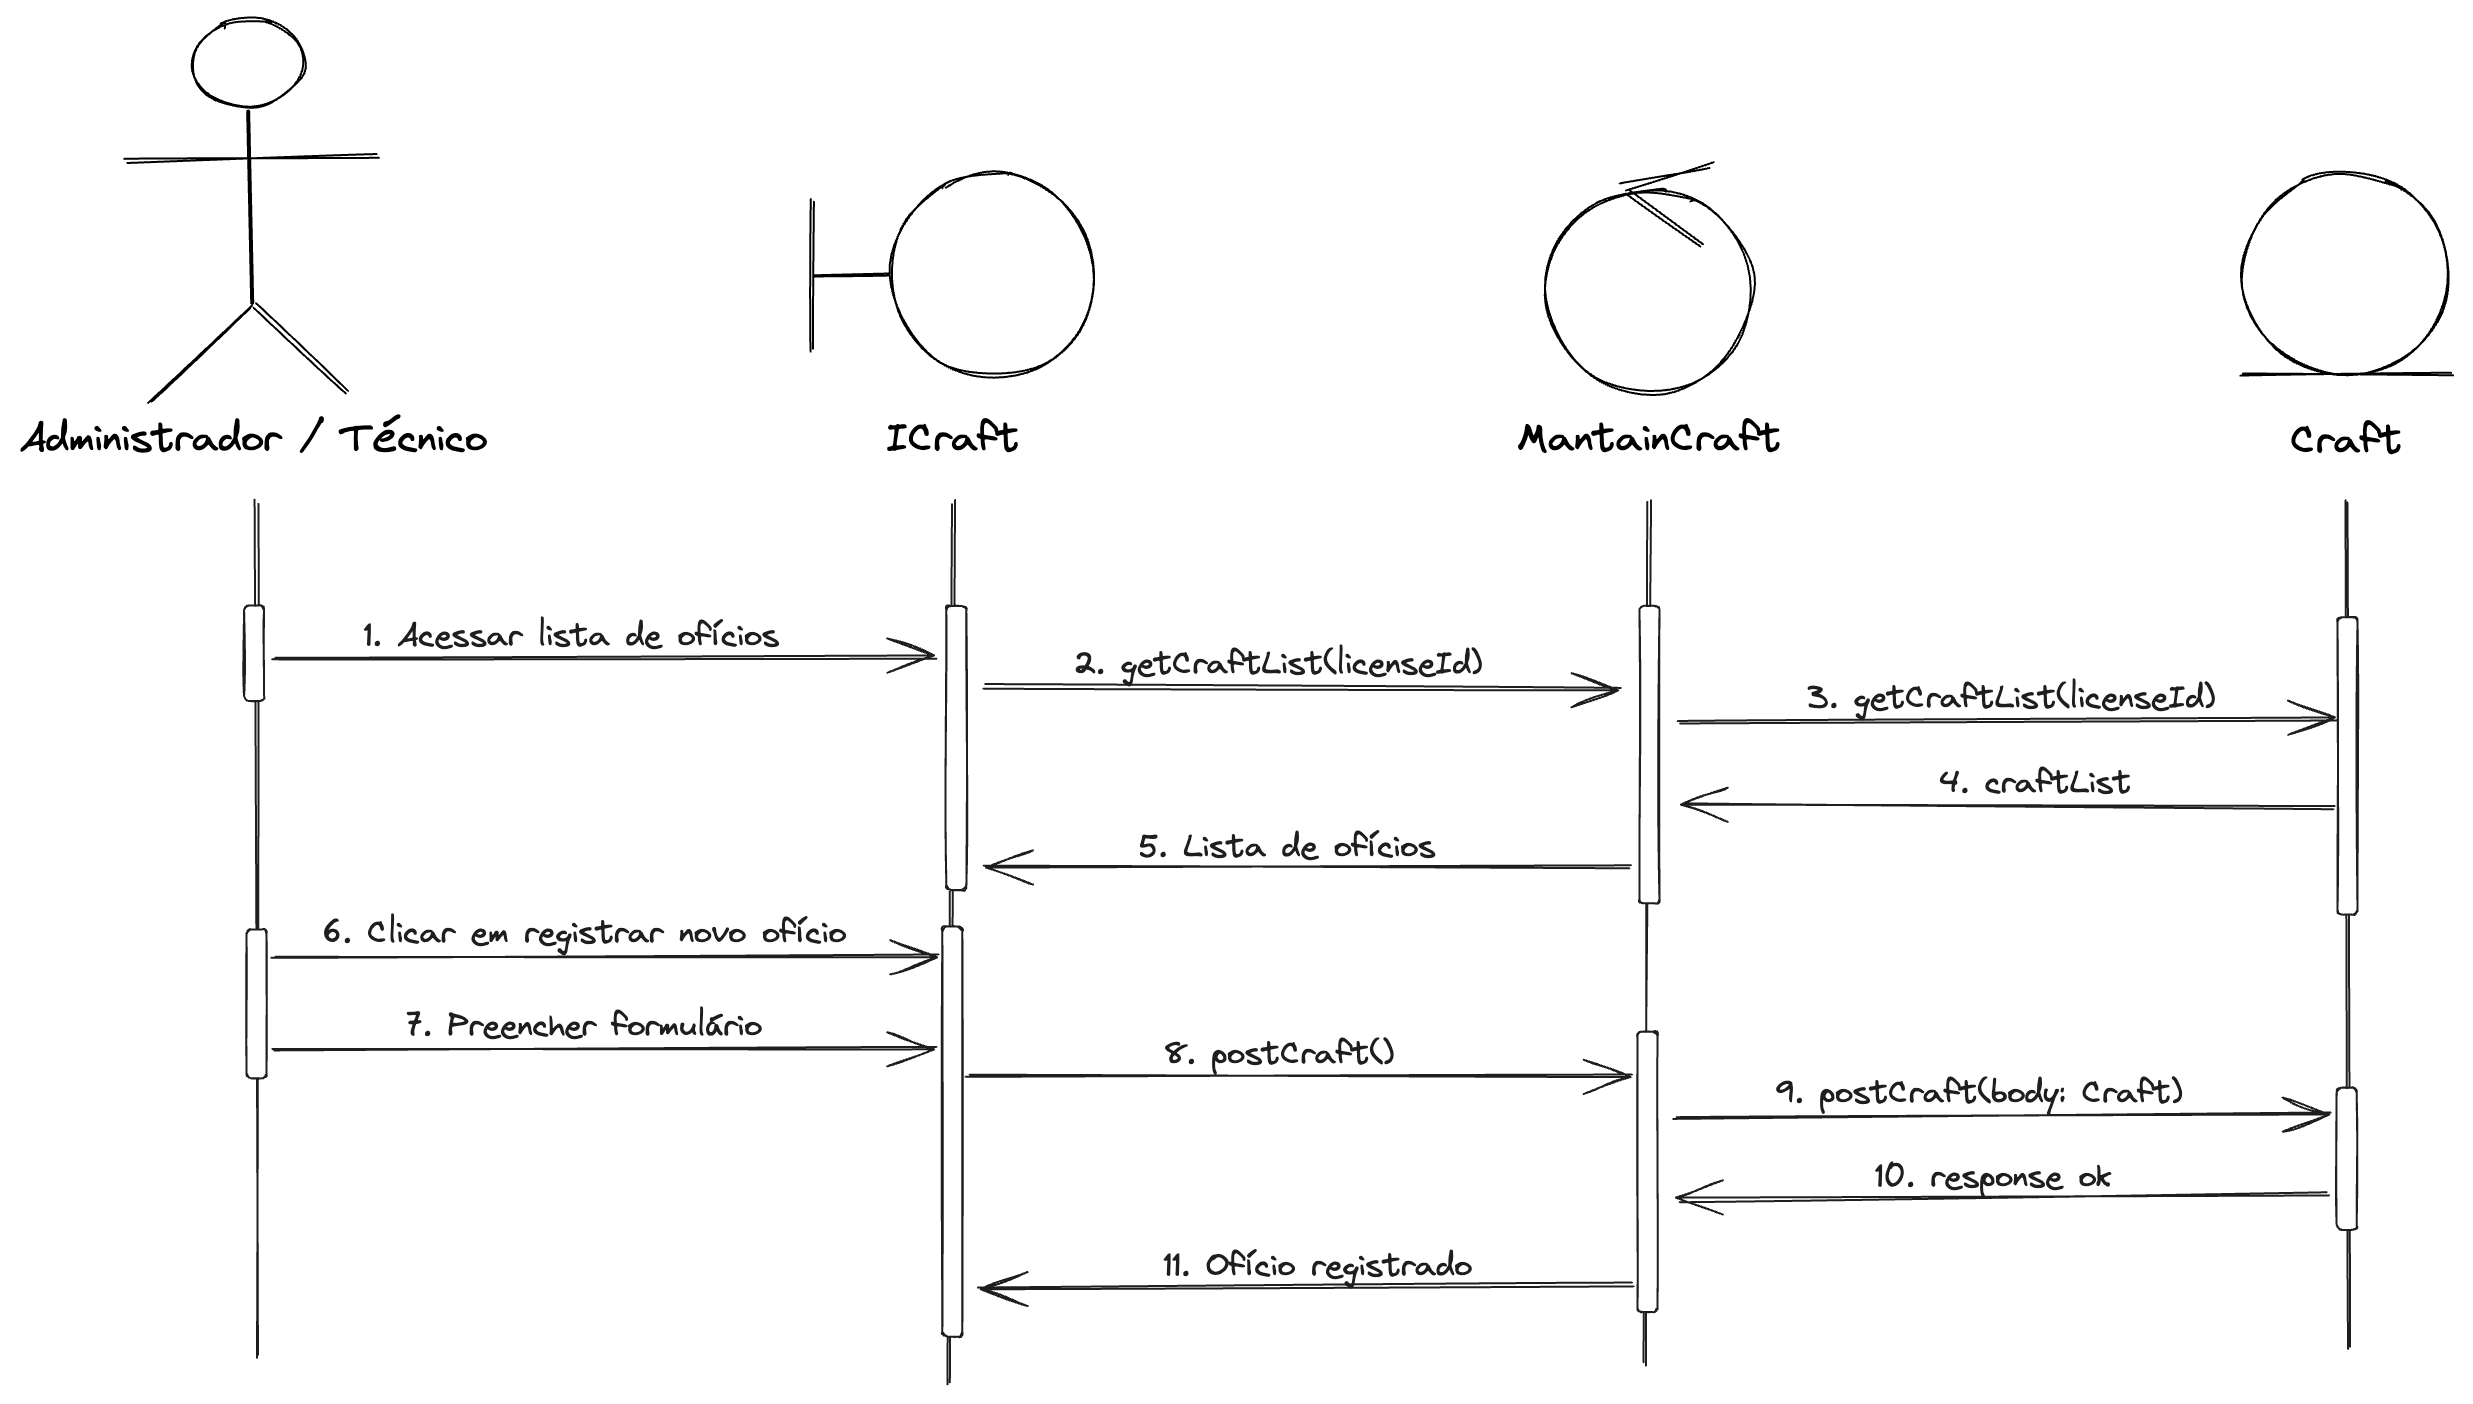 Administrador / Técnico
ICraft
MantainCraft
Craft
1. Acessar lista de ofícios
2. getCraftList(licenseId)
3. getCraftList(licenseId)
4. craftList
5. Lista de ofícios
6. Clicar em registrar novo ofício
7. Preencher formulário
8. postCraft()
9. postCraft(body: Craft)
10. response ok
11. Ofício registrado